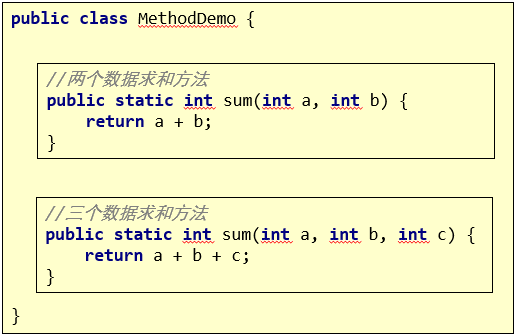 public class MethodDemo {
//两个数据求和方法
public static int sum(int a, int b) {
return a + b;
}
//三个数据求和方法
public static int sum(int a, int b, int c) {
return a + b + c;
}
}